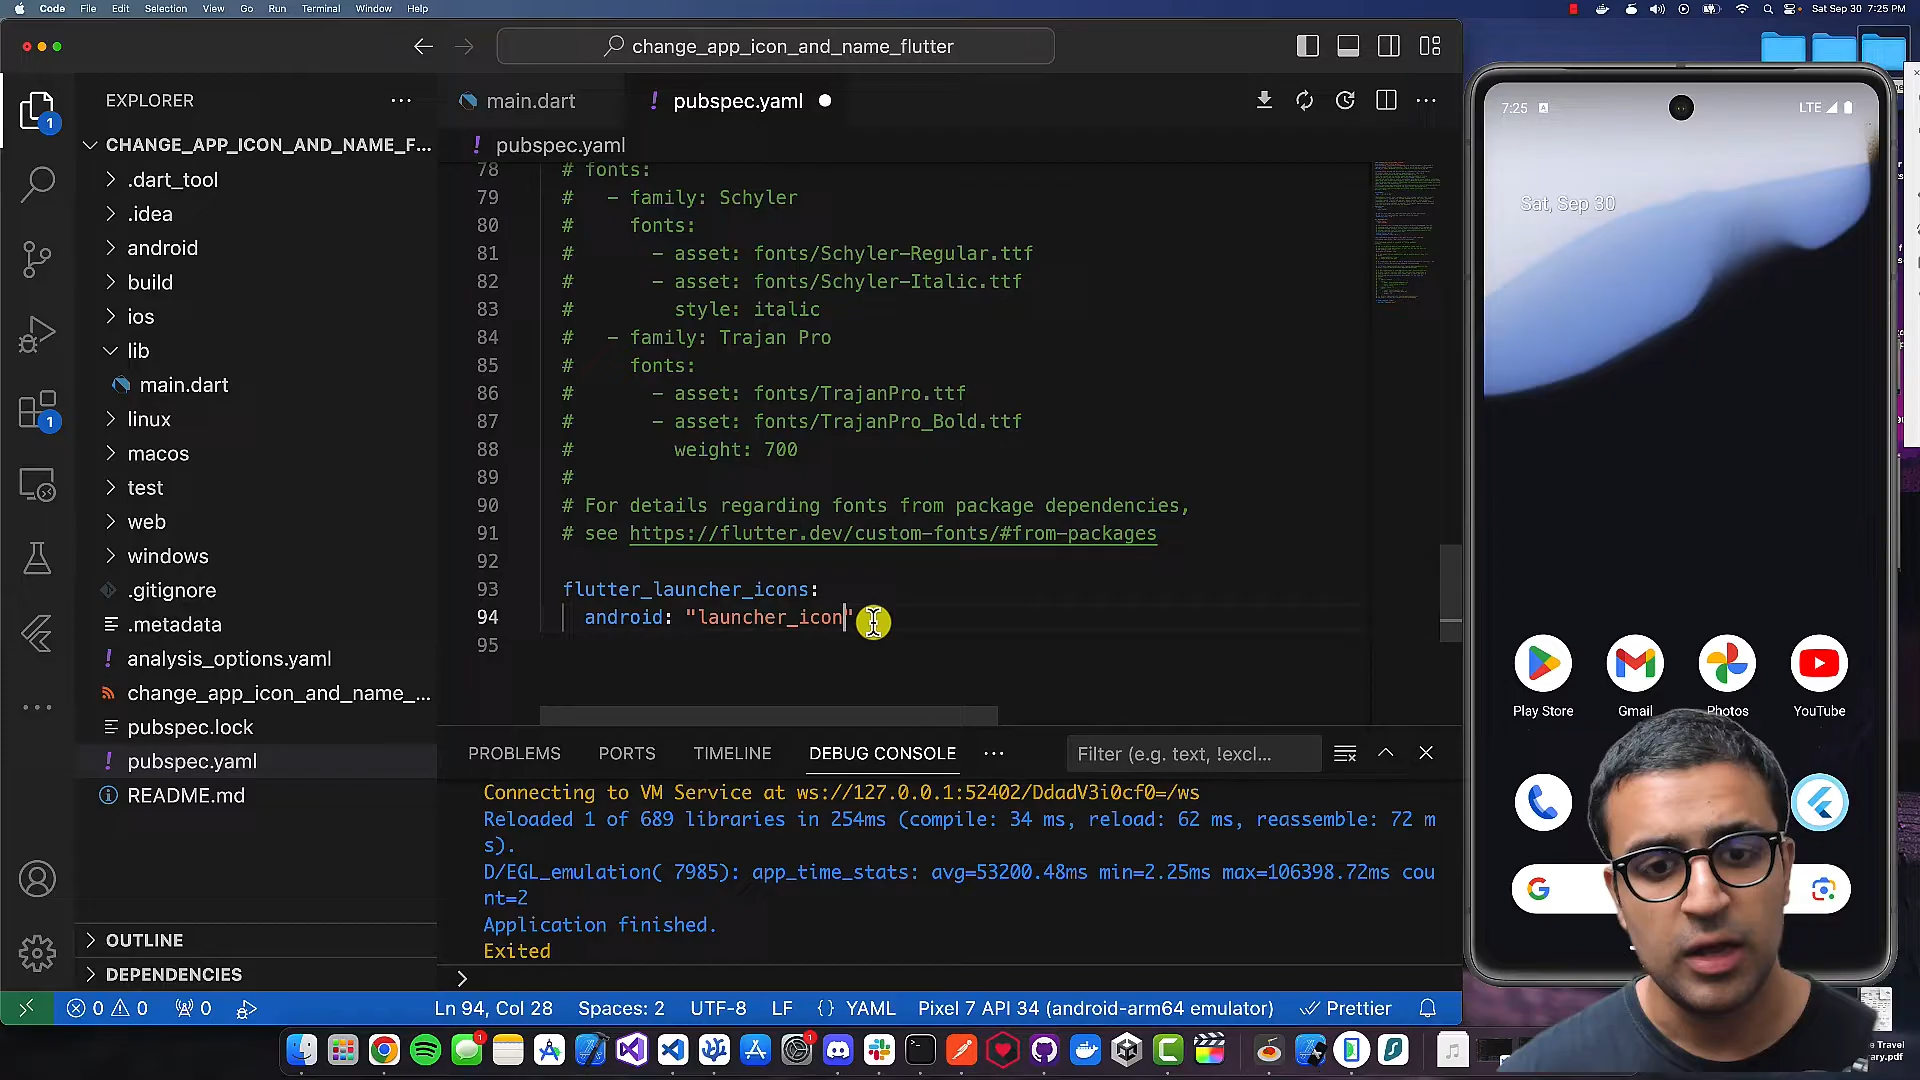 Code File Edit Selection View Go Run Terminal Window Help
Sat Sep 30 7:25 PM
change_app_icon_and_name_flutter
EXPLORER
CHANGE_APP_ICON_AND_NAME_F...
.dart_tool
.idea
android
build
ios
lib
main.dart
linux
macos
test
web
windows
.gitignore
.metadata
analysis_options.yaml
change_app_icon_and_name_...
pubspec.lock
pubspec.yaml
README.md
OUTLINE
DEPENDENCIES
1
1
main.dart
! pubspec.yaml
! pubspec.yaml
78 # fonts:
79 #   - family: Schyler
80 #     fonts:
81 #       - asset: fonts/Schyler-Regular.ttf
82 #       - asset: fonts/Schyler-Italic.ttf
83 #         style: italic
84 #   - family: Trajan Pro
85 #     fonts:
86 #       - asset: fonts/TrajanPro.ttf
87 #       - asset: fonts/TrajanPro_Bold.ttf
88 #         weight: 700
89 #
90 # For details regarding fonts from package dependencies,
91 # see https://flutter.dev/custom-fonts/#from-packages
92
93 flutter_launcher_icons:
94   android: "launcher_icon"
95
PROBLEMS PORTS TIMELINE DEBUG CONSOLE
Filter (e.g. text, !excl...
Connecting to VM Service at ws://127.0.0.1:52402/DdadV3i0cf0=/ws
Reloaded 1 of 689 libraries in 254ms (compile: 34 ms, reload: 62 ms, reassemble: 72 m
s).
D/EGL_emulation( 7985): app_time_stats: avg=53200.48ms min=2.25ms max=106398.72ms cou
nt=2
Application finished.
Exited
0 0 0
Ln 94, Col 28 Spaces: 2 UTF-8 LF {} YAML Pixel 7 API 34 (android-arm64 emulator) Prettier
7:25
LTE
Sat, Sep 30
Play Store Gmail Photos YouTube